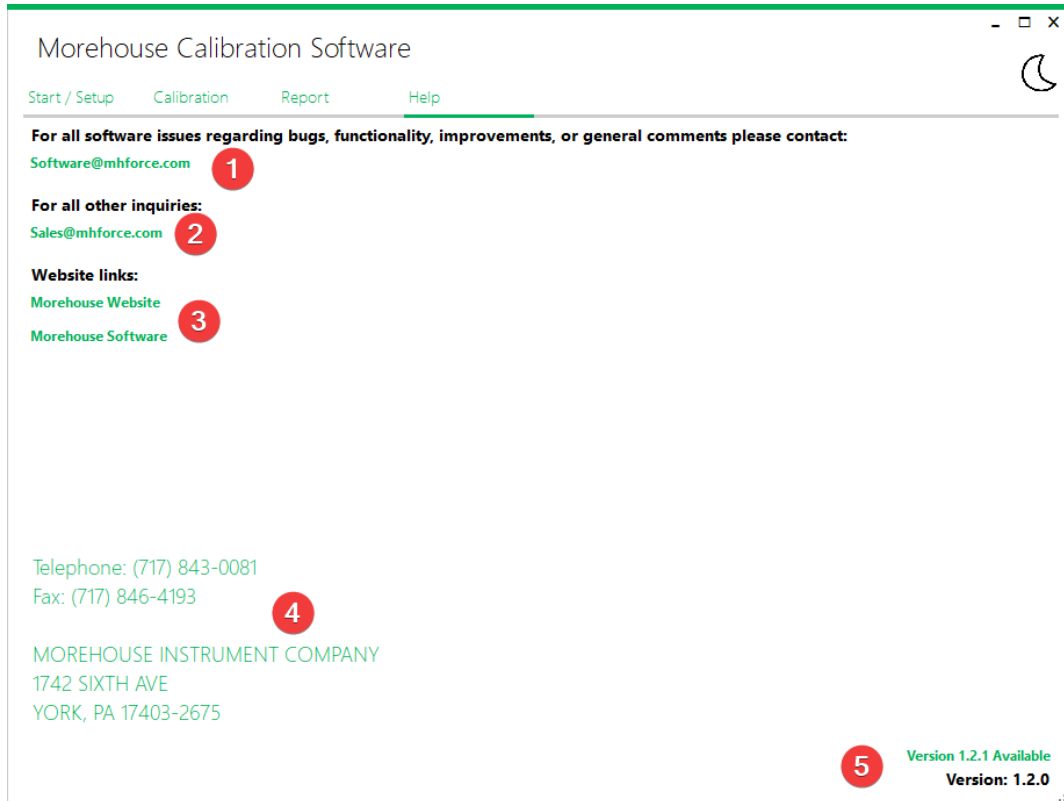 Morehouse Calibration Software
Start / Setup Calibration Report Help
For all software issues regarding bugs, functionality, improvements, or general comments please contact:
Software@mhforce.com 1
For all other inquiries:
Sales@mhforce.com 2
Website links:
Morehouse Website
3
Morehouse Software
Telephone: (717) 843-0081
Fax: (717) 846-4193
4
MOREHOUSE INSTRUMENT COMPANY
1742 SIXTH AVE
YORK, PA 17403-2675
5
Version 1.2.1 Available
Version: 1.2.0